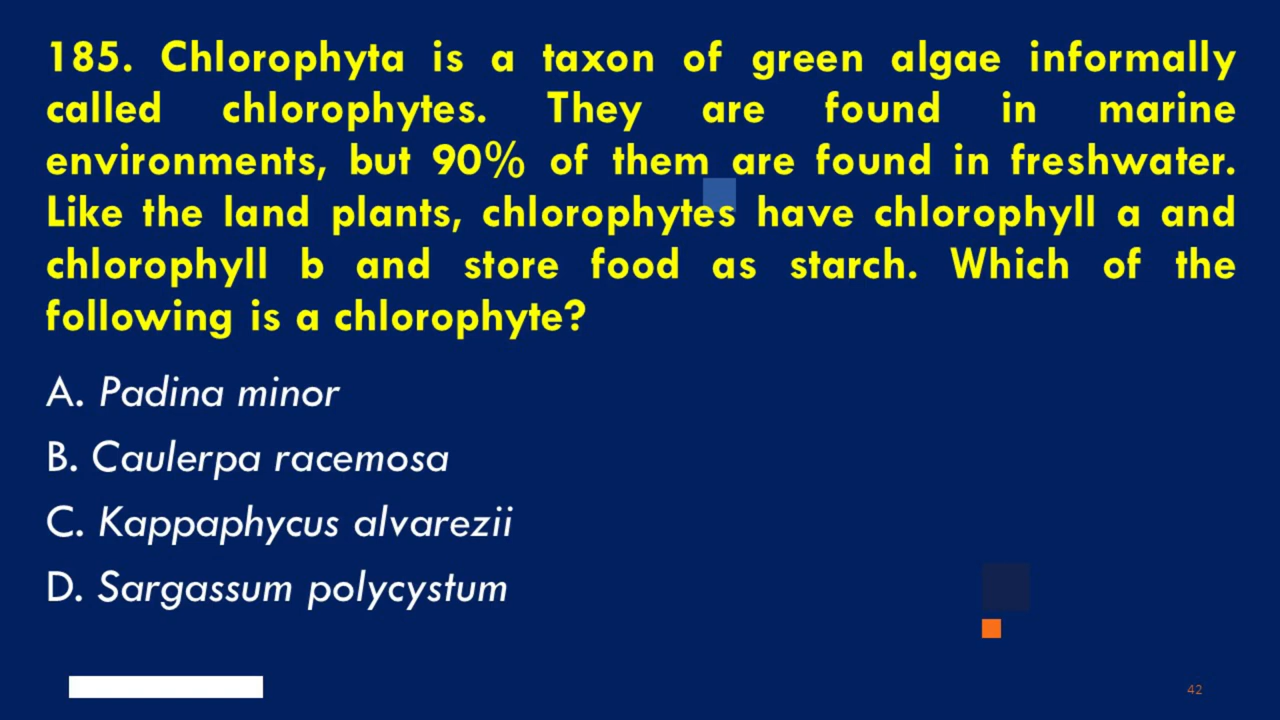 185. Chlorophyta is a taxon of green algae informally
called chlorophytes. They are found in marine
environments, but 90% of them are found in freshwater.
Like the land plants, chlorophytes have chlorophyll a and
chlorophyll b and store food as starch. Which of the
following is a chlorophyte?
A. Padina minor
B. Caulerpa racemosa
C. Kappaphycus alvarezii
D. Sargassum polycystum
42